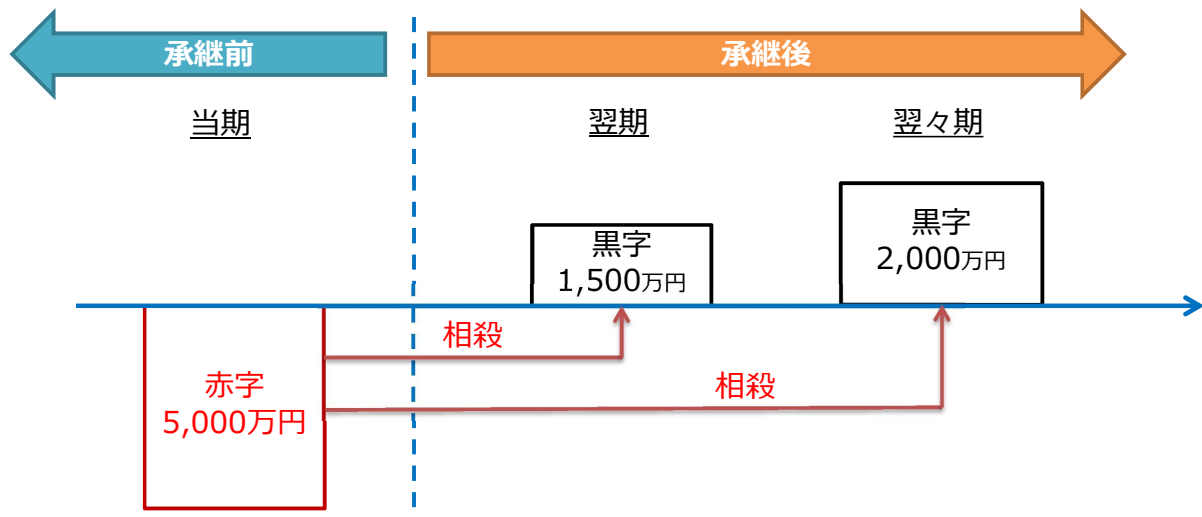 承継前
承継後
当期
翌期
翌々期
黒字
1,500万円
黒字
2,000万円
相殺
赤字
5,000万円
相殺